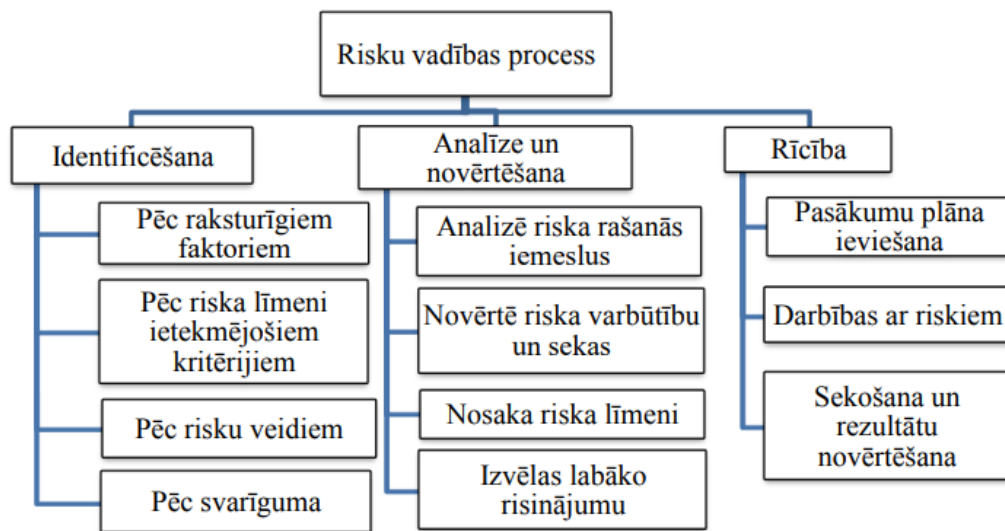 Risku vadības process
Identificēšana
Pēc raksturīgiem
faktoriem
Pēc riska līmeni
ietekmējošiem
kritērijiem
Pēc risku veidiem
Pēc svarīguma
Analīze un
novērtēšana
Analizē riska rašanās
iemeslus
Novērtē riska varbūtību
un sekas
Nosaka riska līmeni
Izvēlas labāko
risinājumu
Rīcība
Pasākumu plāna
ieviešana
Darbības ar riskiem
Sekošana un
rezultātu
novērtēšana